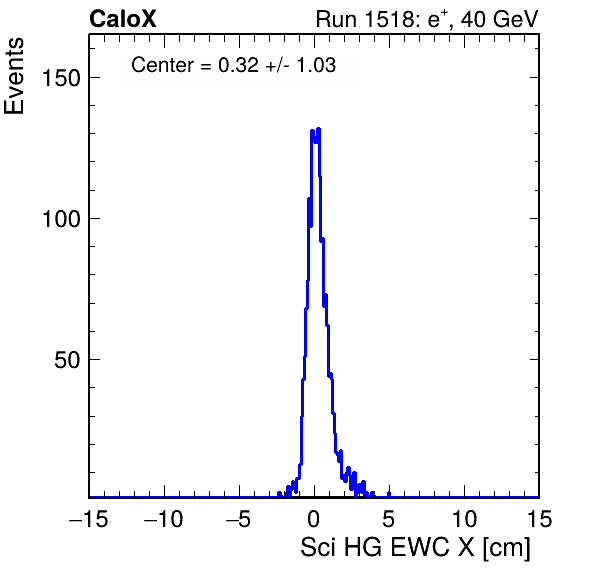 CaloX Run 1518: e⁺, 40 GeV
Events
Center = 0.32 +/- 1.03
150
100
50
−15 −10 −5 0 5 10 15
Sci HG EWC X [cm]